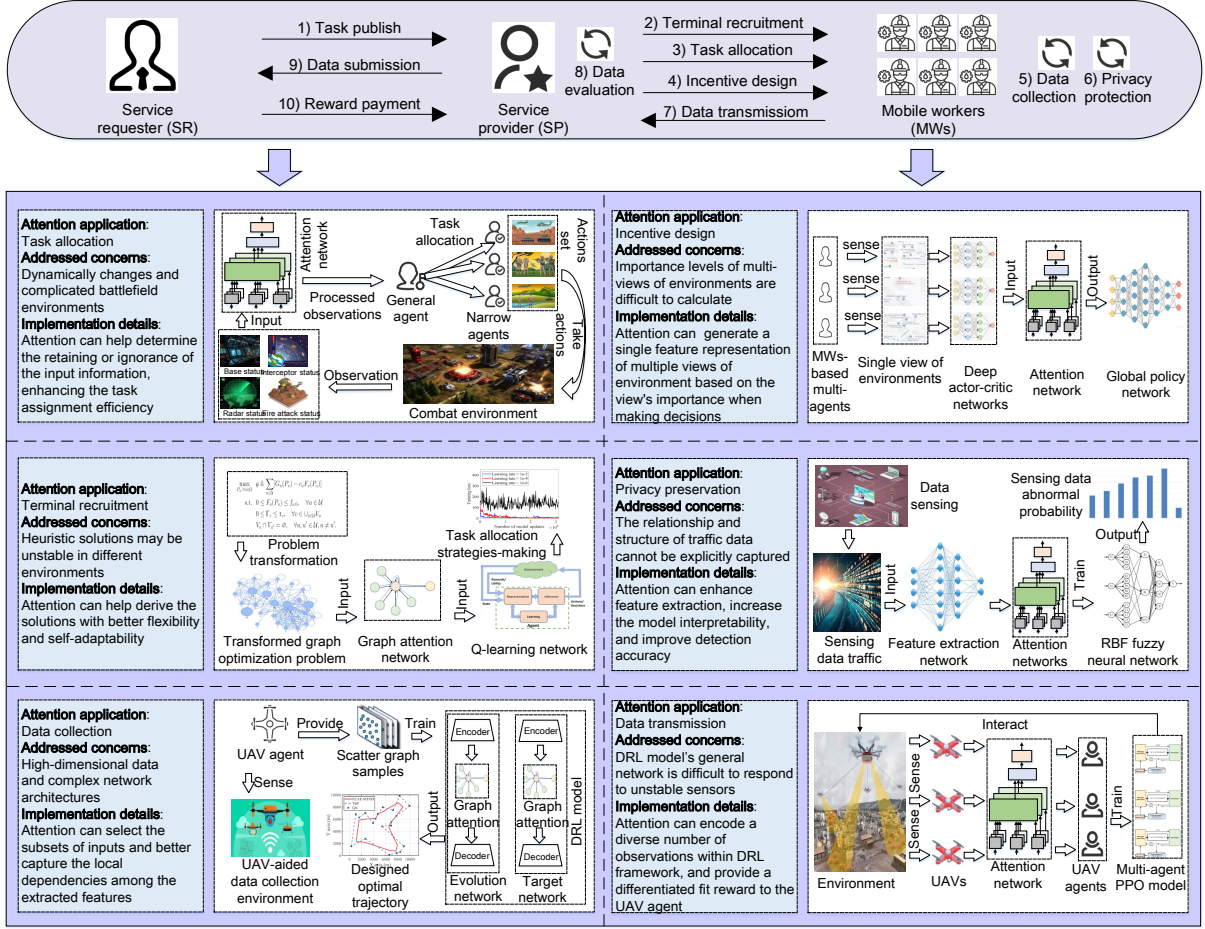 1) Task publish
9) Data submission
10) Reward payment
Service
requester (SR)
Service
provider (SP)
8) Data
evaluation
2) Terminal recruitment
3) Task allocation
4) Incentive design
7) Data transmissiom
Mobile workers
(MWs)
5) Data
collection
6) Privacy
protection
Attention application:
Task allocation
Addressed concerns:
Dynamically changes and
complicated battlefield
environments
Implementation details:
Attention can help determine
the retaining or ignorance of
the input information,
enhancing the task
assignment efficiency
Attention
network
Input
Processed
observations
Task
allocation
General
agent
Narrow
agents
Actions
set
Take
actions
Base status
Interceptor status
Radar status
Fire attack status
Observation
Combat environment
Attention application:
Incentive design
Addressed concerns:
Importance levels of multi-
views of environments are
difficult to calculate
Implementation details:
Attention can generate a
single feature representation
of multiple views of
environment based on the
view's importance when
making decisions
sense
sense
sense
Input
Output
MWs-
based
multi-
agents
Single view of
environments
Deep
actor-critic
networks
Attention
network
Global policy
network
Attention application:
Terminal recruitment
Addressed concerns:
Heuristic solutions may be
unstable in different
environments
Implementation details:
Attention can help derive the
solutions with better flexibility
and self-adaptability
Problem
transformation
Transformed graph
optimization problem
Input
Graph attention
network
Input
Learning rate = 1e-3
Learning rate = 1e-4
Number of model updates
Task allocation
strategies-making
Environment
Representation
Inference
Learning
Agent
Q-learning network
Attention application:
Privacy preservation
Addressed concerns:
The relationship and
structure of traffic data
cannot be explicitly captured
Implementation details:
Attention can enhance
feature extraction, increase
the model interpretability,
and improve detection
accuracy
Data
sensing
Sensing data
abnormal
probability
Output
Input
Train
Sensing
data traffic
Feature extraction
network
Attention
networks
RBF fuzzy
neural network
Attention application:
Data collection
Addressed concerns:
High-dimensional data
and complex network
architectures
Implementation details:
Attention can select the
subsets of inputs and better
capture the local
dependencies among the
extracted features
UAV agent
Provide
Scatter graph
samples
Train
Sense
UAV-aided
data collection
environment
Designed
optimal
trajectory
Output
Encoder
Graph
attention
Decoder
Evolution
network
Encoder
Graph
attention
Decoder
Target
network
DRL model
Attention application:
Data transmission
Addressed concerns:
DRL model's general
network is difficult to respond
to unstable sensors
Implementation details:
Attention can encode a
diverse number of
observations within DRL
framework, and provide a
differentiated fit reward to the
UAV agent
Interact
Sense
Sense
Train
Environment
UAVs
Attention
network
UAV
agents
Multi-agent
PPO model